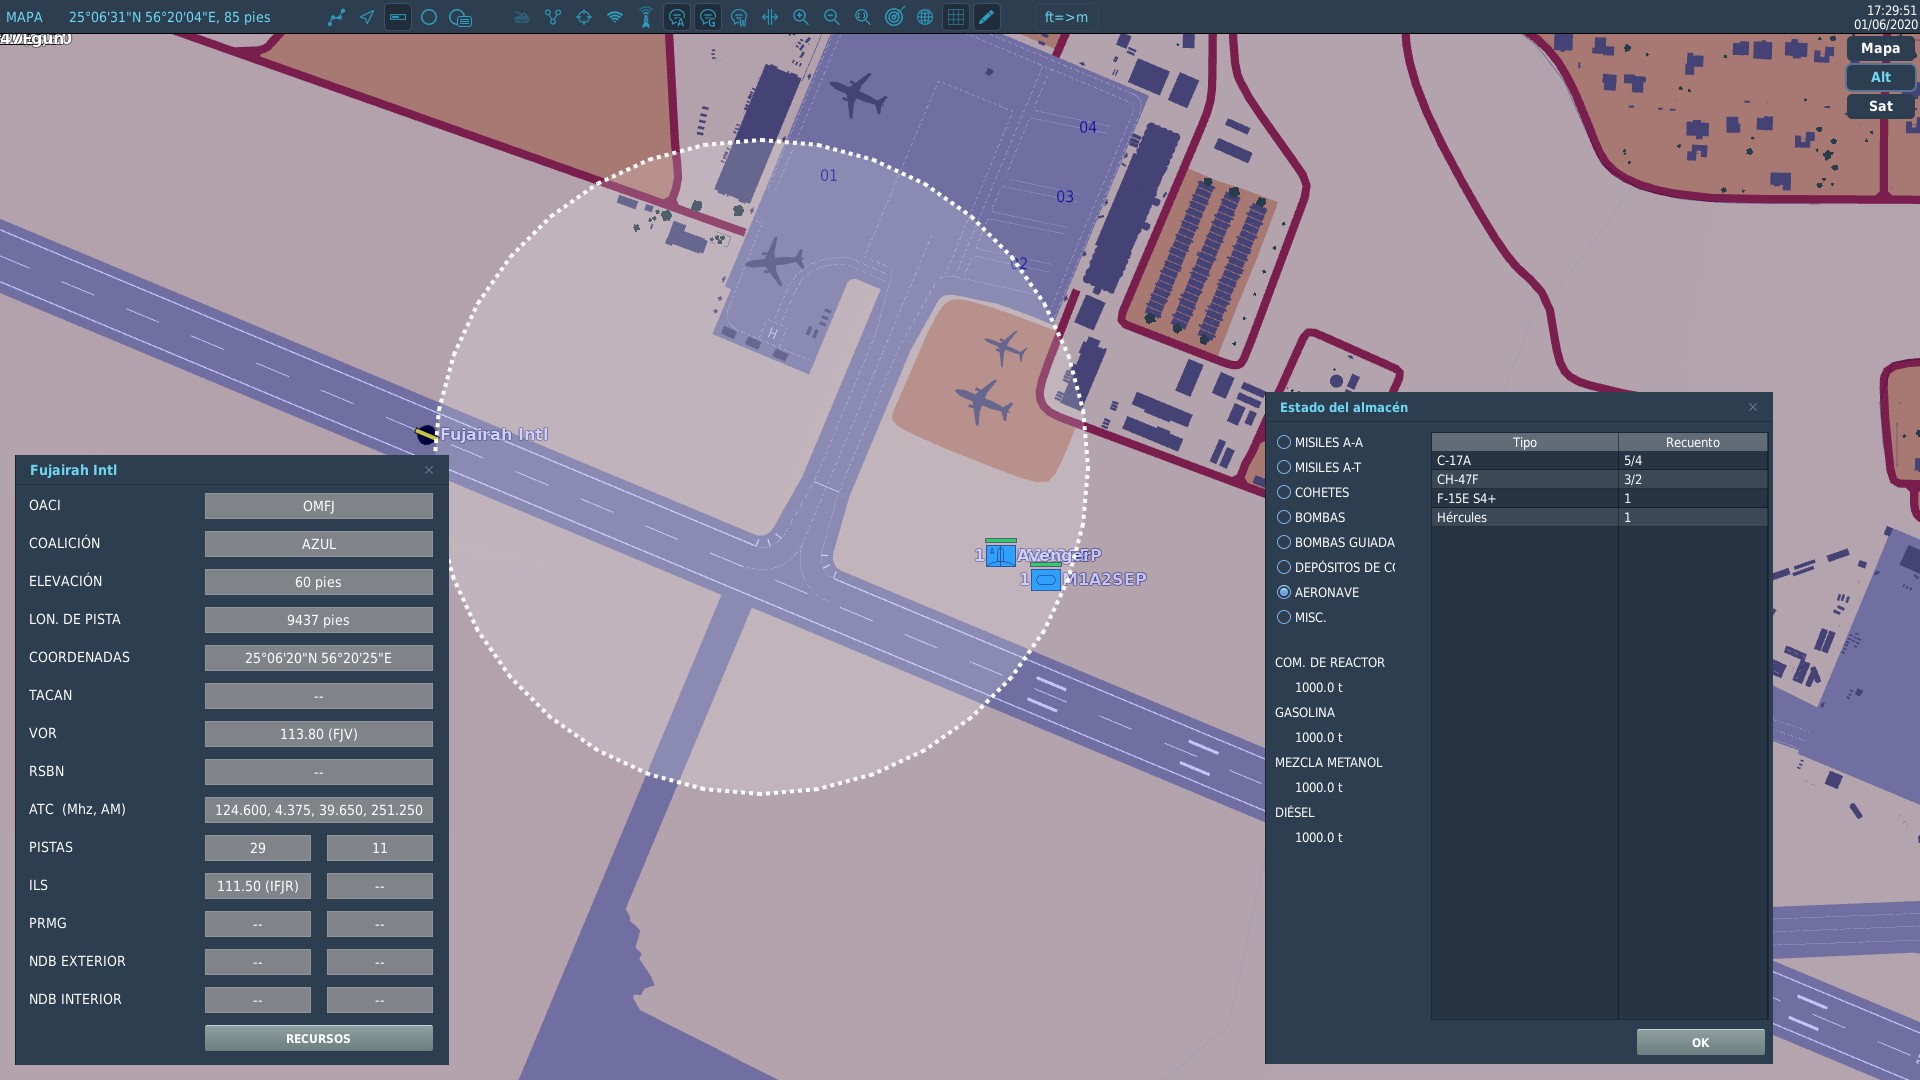 MAPA 25°06'31"N 56°20'04"E, 85 pies ft=>m 17:29:51
01/06/2020
Mapa
Alt
Sat
04
01
03
02
H
Fujairah Intl
1 Avenger
1 M1A2SEP
Fujairah Intl
OACI OMFJ
COALICIÓN AZUL
ELEVACIÓN 60 pies
LON. DE PISTA 9437 pies
COORDENADAS 25°06'20"N 56°20'25"E
TACAN --
VOR 113.80 (FJV)
RSBN --
ATC (Mhz, AM) 124.600, 4.375, 39.650, 251.250
PISTAS 29 11
ILS 111.50 (IFJR) --
PRMG -- --
NDB EXTERIOR -- --
NDB INTERIOR -- --
RECURSOS
Estado del almacén
MISILES A-A
MISILES A-T
COHETES
BOMBAS
BOMBAS GUIADA
DEPÓSITOS DE CO
AERONAVE
MISC.
COM. DE REACTOR
1000.0 t
GASOLINA
1000.0 t
MEZCLA METANOL
1000.0 t
DIÉSEL
1000.0 t
Tipo Recuento
C-17A 5/4
CH-47F 3/2
F-15E S4+ 1
Hércules 1
OK